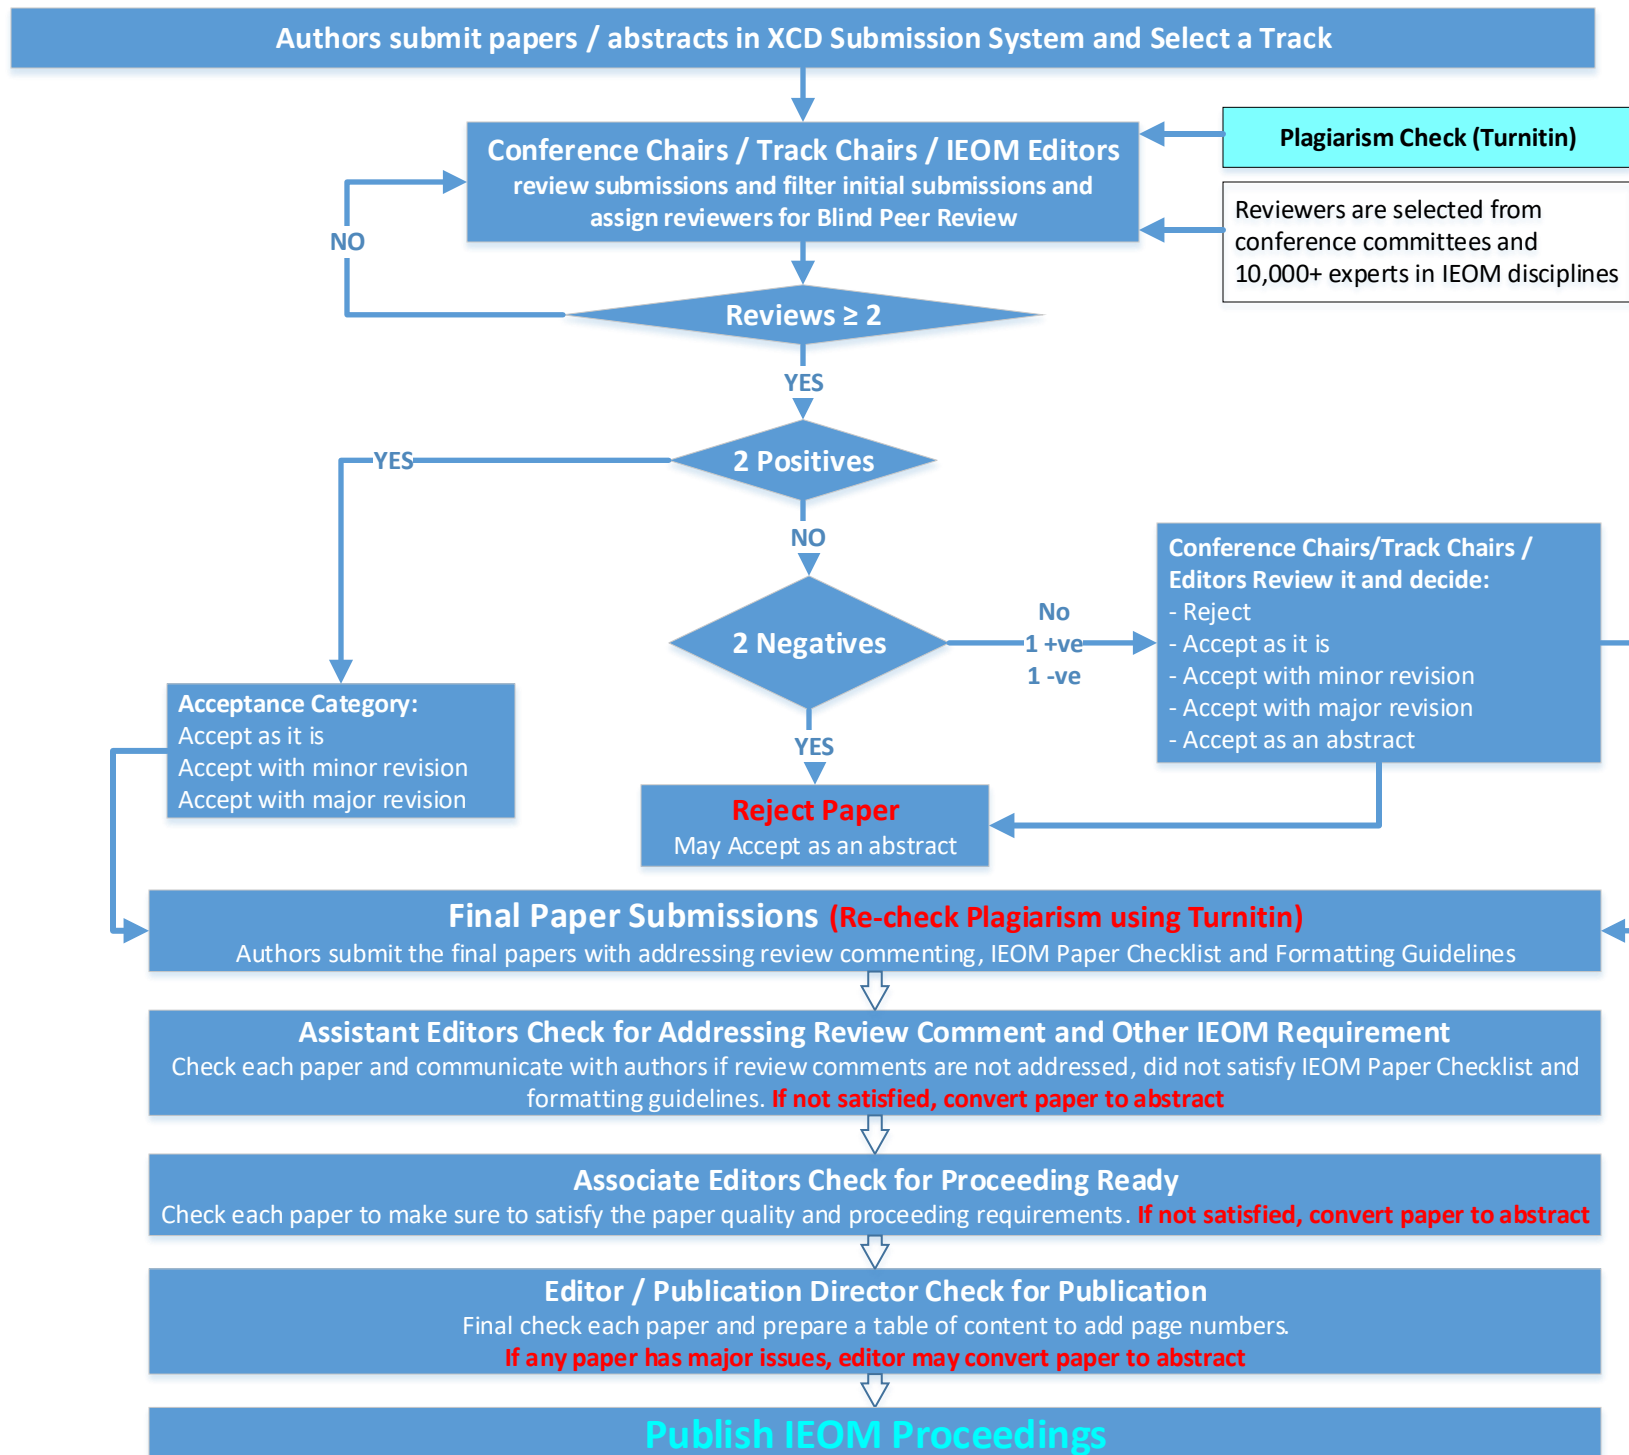 Authors submit papers / abstracts in XCD Submission System and Select a Track
Conference Chairs / Track Chairs / IEOM Editors
review submissions and filter initial submissions and
assign reviewers for Blind Peer Review
Plagiarism Check (Turnitin)
Reviewers are selected from
conference committees and
10,000+ experts in IEOM disciplines
NO
Reviews ≥ 2
YES
2 Positives
YES
NO
2 Negatives
No
1 +ve
1 -ve
Conference Chairs/Track Chairs /
Editors Review it and decide:
- Reject
- Accept as it is
- Accept with minor revision
- Accept with major revision
- Accept as an abstract
Acceptance Category:
Accept as it is
Accept with minor revision
Accept with major revision
YES
Reject Paper
May Accept as an abstract
Final Paper Submissions (Re-check Plagiarism using Turnitin)
Authors submit the final papers with addressing review commenting, IEOM Paper Checklist and Formatting Guidelines
Assistant Editors Check for Addressing Review Comment and Other IEOM Requirement
Check each paper and communicate with authors if review comments are not addressed, did not satisfy IEOM Paper Checklist and
formatting guidelines. If not satisfied, convert paper to abstract
Associate Editors Check for Proceeding Ready
Check each paper to make sure to satisfy the paper quality and proceeding requirements. If not satisfied, convert paper to abstract
Editor / Publication Director Check for Publication
Final check each paper and prepare a table of content to add page numbers.
If any paper has major issues, editor may convert paper to abstract
Publish IEOM Proceedings